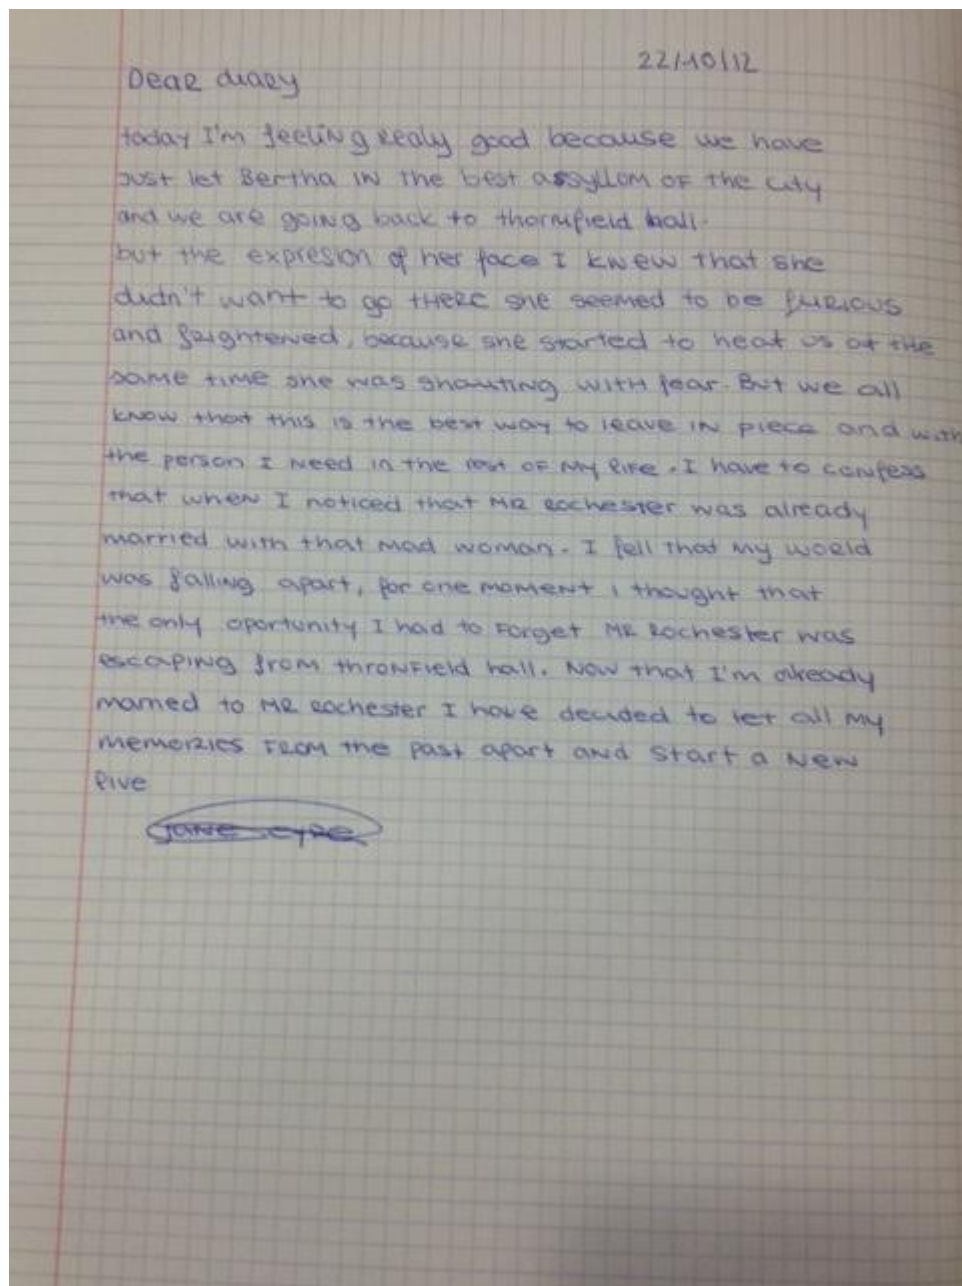 22/10/12
Dear diary
today I'm feeling realy good because we have
just let Bertha in the best assyllom of the city
and we are going back to thornfield hall.
but the expresion of her face I knew that she
didn't want to go there she seemed to be furious
and freightened, because she started to heat us at the
same time she was shouting with fear. But we all
know that this is the best way to leave in piece and with
the person I need in the rest of my life. I have to confess
that when I noticed that MR Rochester was already
married with that mad woman. I fell that my world
was falling apart, for one moment I thought that
the only oportunity I had to forget MR Rochester was
escaping from thronfield hall. Now that I'm already
married to MR Rochester I have decided to let all my
memorzies from the past apart and start a new
live
Jane eyre